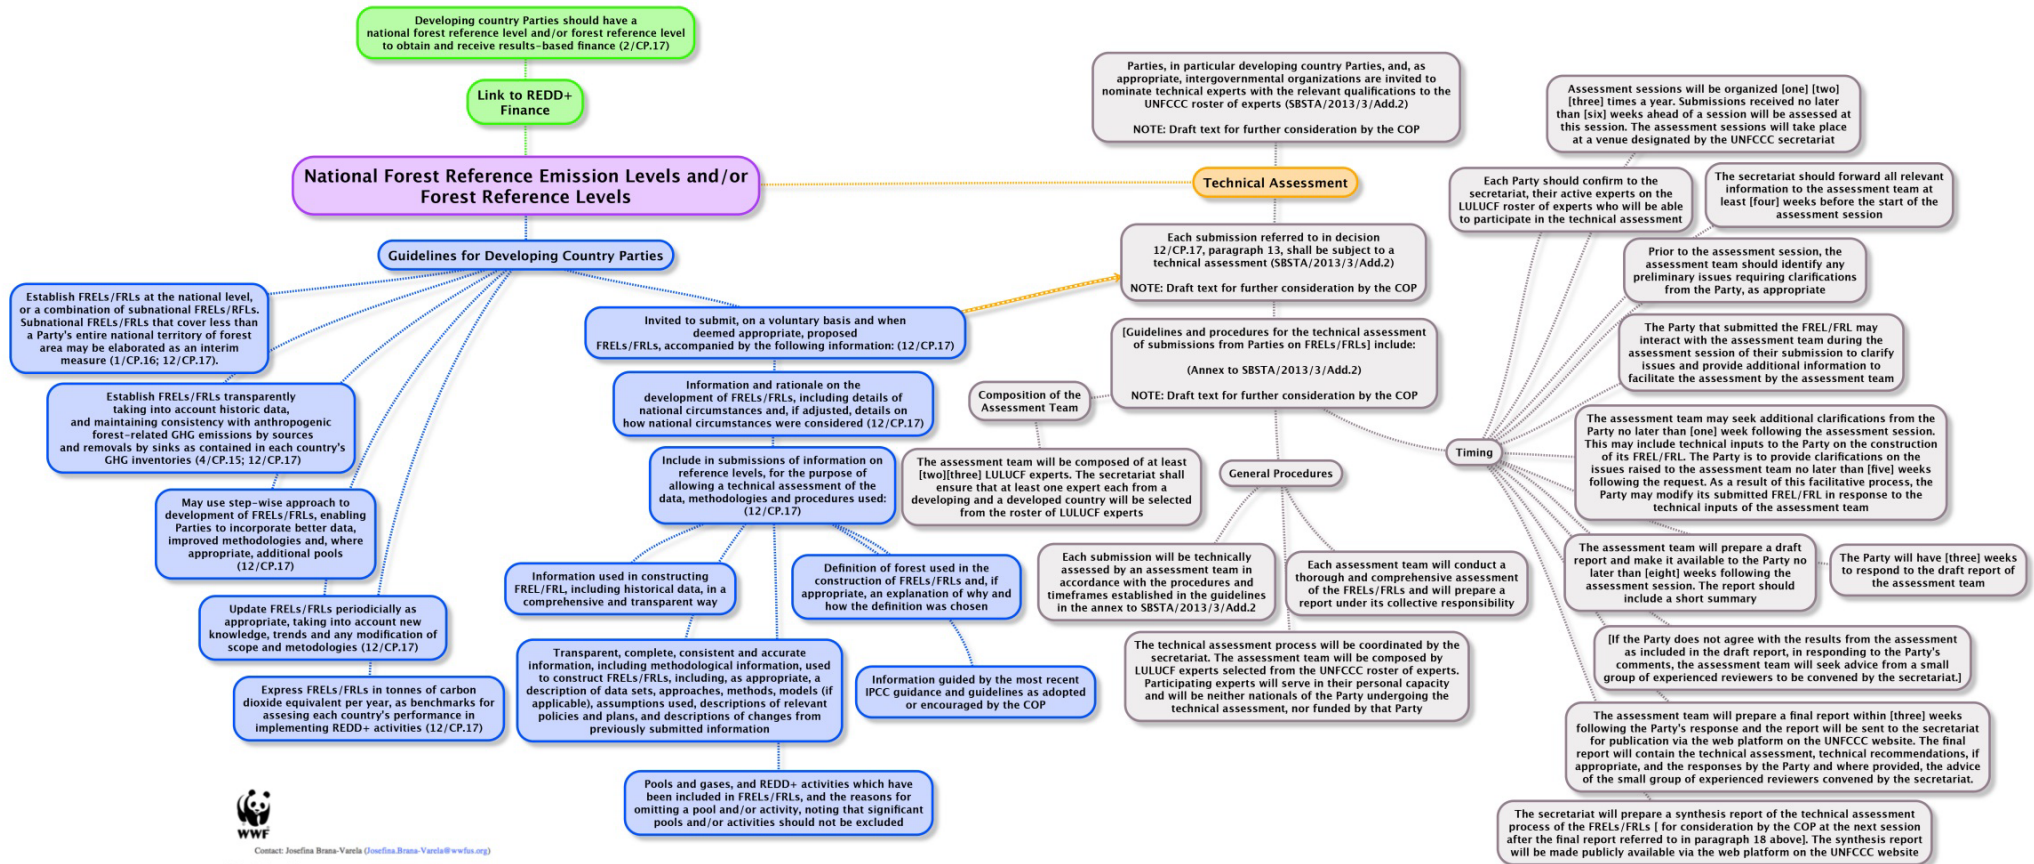 Developing country Parties should have a
national forest reference level and/or forest reference level
to obtain and receive results-based finance (2/CP.17)
Link to REDD+
Finance
National Forest Reference Emission Levels and/or
Forest Reference Levels
Guidelines for Developing Country Parties
Establish FRELs/FRLs at the national level,
or a combination of subnational FRELs/RFLs.
Subnational FRELs/FRLs that cover less than
a Party's entire national territory of forest
area may be elaborated as an interim
measure (1/CP.16; 12/CP.17).
Establish FRELs/FRLs transparently
taking into account historic data,
and maintaining consistency with anthropogenic
forest-related GHG emissions by sources
and removals by sinks as contained in each country's
GHG inventories (4/CP.15; 12/CP.17)
May use step-wise approach to
development of FRELs/FRLs, enabling
Parties to incorporate better data,
improved methodologies and, where
appropriate, additional pools
(12/CP.17)
Update FRELs/FRLs periodicially as
appropriate, taking into account new
knowledge, trends and any modification of
scope and metodologies (12/CP.17)
Express FRELs/FRLs in tonnes of carbon
dioxide equivalent per year, as benchmarks for
assesing each country's performance in
implementing REDD+ activities (12/CP.17)
Invited to submit, on a voluntary basis and when
deemed appropriate, proposed
FRELs/FRLs, accompanied by the following information: (12/CP.17)
Information and rationale on the
development of FRELs/FRLs, including details of
national circumstances and, if adjusted, details on
how national circumstances were considered (12/CP.17)
Include in submissions of information on
reference levels, for the purpose of
allowing a technical assessment of the
data, methodologies and procedures used:
(12/CP.17)
Information used in constructing
FREL/FRL, including historical data, in a
comprehensive and transparent way
Definition of forest used in the
construction of FRELs/FRLs and, if
appropriate, an explanation of why and
how the definition was chosen
Transparent, complete, consistent and accurate
information, including methodological information, used
to construct FRELs/FRLs, including, as appropriate, a
description of data sets, approaches, methods, models (if
applicable), assumptions used, descriptions of relevant
policies and plans, and descriptions of changes from
previously submitted information
Information guided by the most recent
IPCC guidance and guidelines as adopted
or encouraged by the COP
Pools and gases, and REDD+ activities which have
been included in FRELs/FRLs, and the reasons for
omitting a pool and/or activity, noting that significant
pools and/or activities should not be excluded
Parties, in particular developing country Parties, and, as
appropriate, intergovernmental organizations are invited to
nominate technical experts with the relevant qualifications to the
UNFCCC roster of experts (SBSTA/2013/3/Add.2)
NOTE: Draft text for further consideration by the COP
Technical Assessment
Each submission referred to in decision
12/CP.17, paragraph 13, shall be subject to a
technical assessment (SBSTA/2013/3/Add.2)
NOTE: Draft text for further consideration by the COP
[Guidelines and procedures for the technical assessment
of submissions from Parties on FRELs/FRLs] include:
(Annex to SBSTA/2013/3/Add.2)
NOTE: Draft text for further consideration by the COP
Composition of the
Assessment Team
The assessment team will be composed of at least
[two][three] LULUCF experts. The secretariat shall
ensure that at least one expert each from a
developing and a developed country will be selected
from the roster of LULUCF experts
General Procedures
Each submission will be technically
assessed by an assessment team in
accordance with the procedures and
timeframes established in the guidelines
in the annex to SBSTA/2013/3/Add.2
Each assessment team will conduct a
thorough and comprehensive assessment
of the FRELs/FRLs and will prepare a
report under its collective responsibility
The technical assessment process will be coordinated by the
secretariat. The assessment team will be composed by
LULUCF experts selected from the UNFCCC roster of experts.
Participating experts will serve in their personal capacity
and will be neither nationals of the Party undergoing the
technical assessment, nor funded by that Party
Timing
Assessment sessions will be organized [one] [two]
[three] times a year. Submissions received no later
than [six] weeks ahead of a session will be assessed at
this session. The assessment sessions will take place
at a venue designated by the UNFCCC secretariat
Each Party should confirm to the
secretariat, their active experts on the
LULUCF roster of experts who will be able
to participate in the technical assessment
The secretariat should forward all relevant
information to the assessment team at
least [four] weeks before the start of the
assessment session
Prior to the assessment session, the
assessment team should identify any
preliminary issues requiring clarifications
from the Party, as appropriate
The Party that submitted the FREL/FRL may
interact with the assessment team during the
assessment session of their submission to clarify
issues and provide additional information to
facilitate the assessment by the assessment team
The assessment team may seek additional clarifications from the
Party no later than [one] week following the assessment session.
This may include technical inputs to the Party on the construction
of its FREL/FRL. The Party is to provide clarifications on the
issues raised to the assessment team no later than [five] weeks
following the request. As a result of this facilitative process, the
Party may modify its submitted FREL/FRL in response to the
technical inputs of the assessment team
The assessment team will prepare a draft
report and make it available to the Party no
later than [eight] weeks following the
assessment session. The report should
include a short summary
The Party will have [three] weeks
to respond to the draft report of
the assessment team
[If the Party does not agree with the results from the assessment
as included in the draft report, in responding to the Party's
comments, the assessment team will seek advice from a small
group of experienced reviewers to be convened by the secretariat.]
The assessment team will prepare a final report within [three] weeks
following the Party's response and the report will be sent to the secretariat
for publication via the web platform on the UNFCCC website. The final
report will contain the technical assessment, technical recommendations, if
appropriate, and the responses by the Party and where provided, the advice
of the small group of experienced reviewers convened by the secretariat.
The secretariat will prepare a synthesis report of the technical assessment
process of the FRELs/FRLs [ for consideration by the COP at the next session
after the final report referred to in paragraph 18 above]. The synthesis report
will be made publicly available via the web platform on the UNFCCC website
WWF
Contact: Josefina Brana-Varela (Josefina.Brana-Varela@wwfus.org)